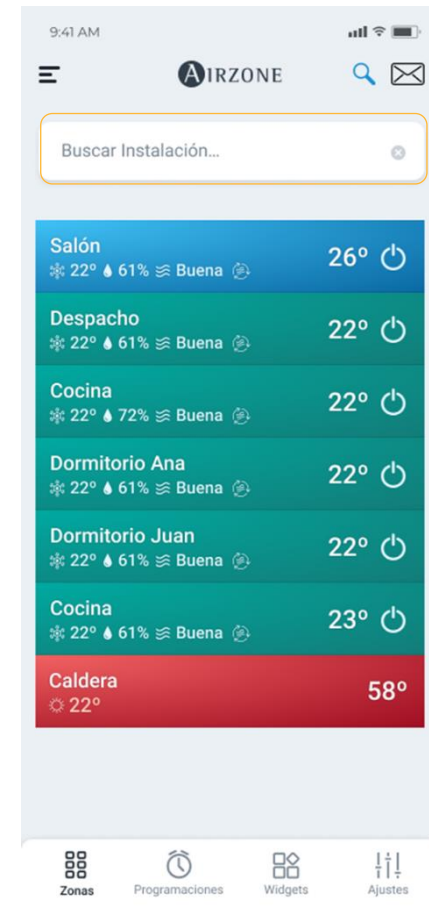 9:41 AM
AIRZONE
Buscar Instalación...
Salón
22º 61% Buena
26º
Despacho
22º 61% Buena
22º
Cocina
22º 72% Buena
22º
Dormitorio Ana
22º 61% Buena
22º
Dormitorio Juan
22º 61% Buena
22º
Cocina
22º 61% Buena
23º
Caldera
22º
58º
Zonas Programaciones Widgets Ajustes